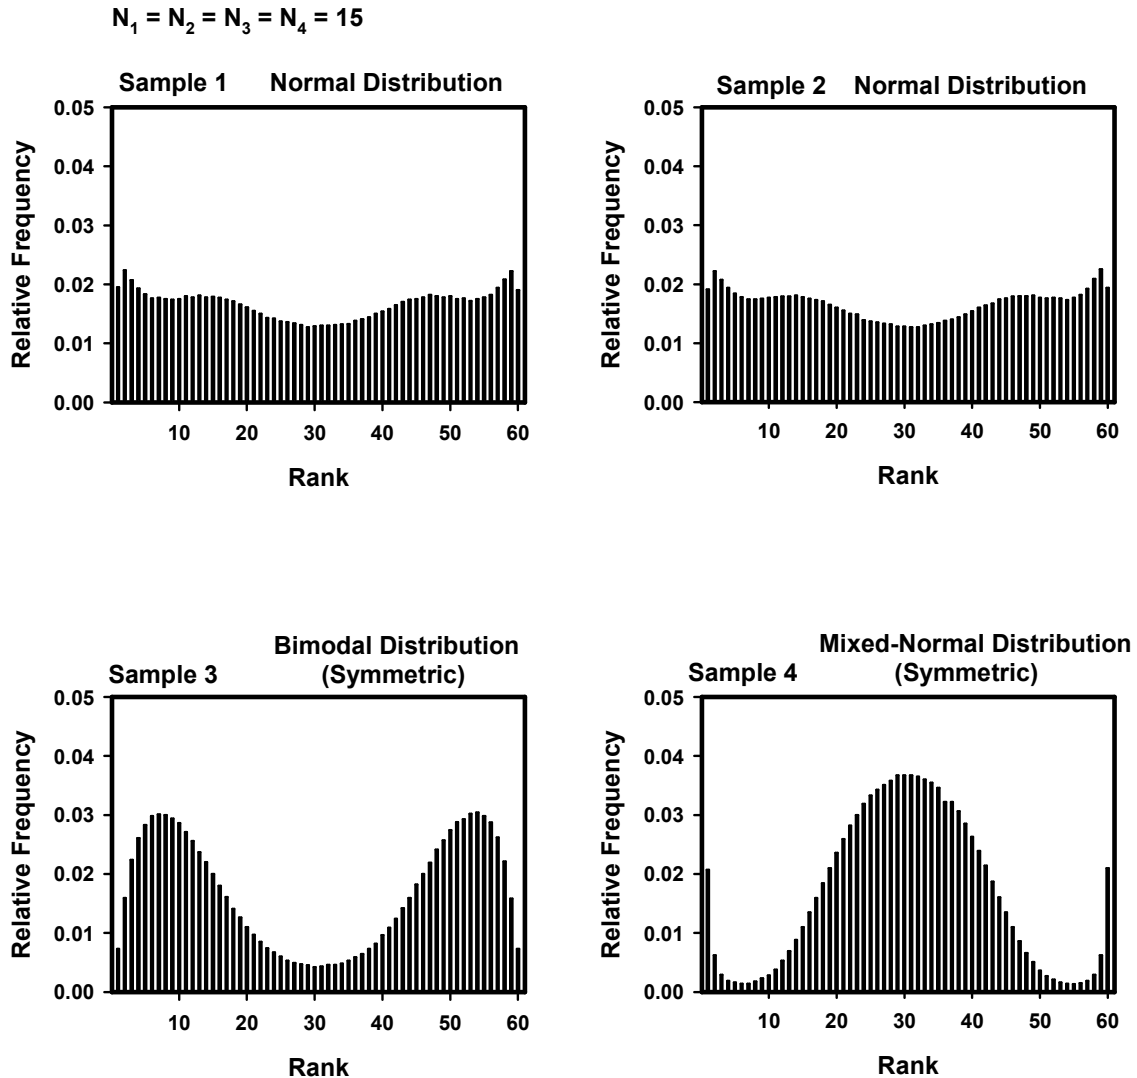 N1 = N2 = N3 = N4 = 15
Sample 1 Normal Distribution
0.05
0.04
0.03
0.02
0.01
0.00
Relative Frequency
10 20 30 40 50 60
Rank
Sample 2 Normal Distribution
0.05
0.04
0.03
0.02
0.01
0.00
Relative Frequency
10 20 30 40 50 60
Rank
Bimodal Distribution
Sample 3 (Symmetric)
0.05
0.04
0.03
0.02
0.01
0.00
Relative Frequency
10 20 30 40 50 60
Rank
Mixed-Normal Distribution
Sample 4 (Symmetric)
0.05
0.04
0.03
0.02
0.01
0.00
Relative Frequency
10 20 30 40 50 60
Rank